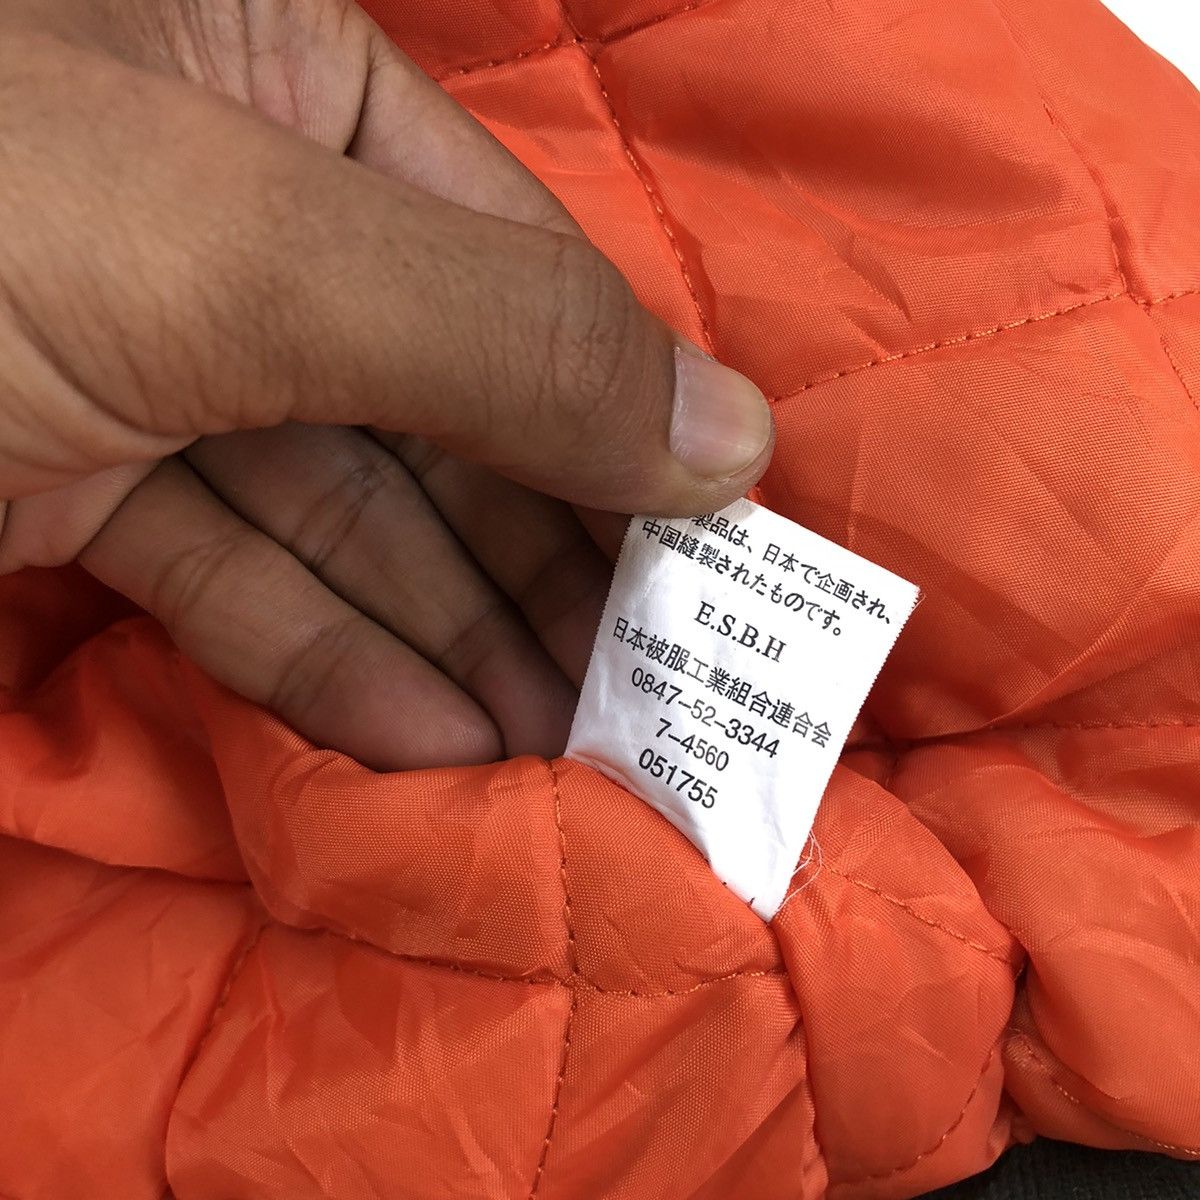 製品は、日本で企画され、
中国縫製されたものです。
E.S.B.H
日本被服工業組合連合会
0847-52-3344
7-4560
051755